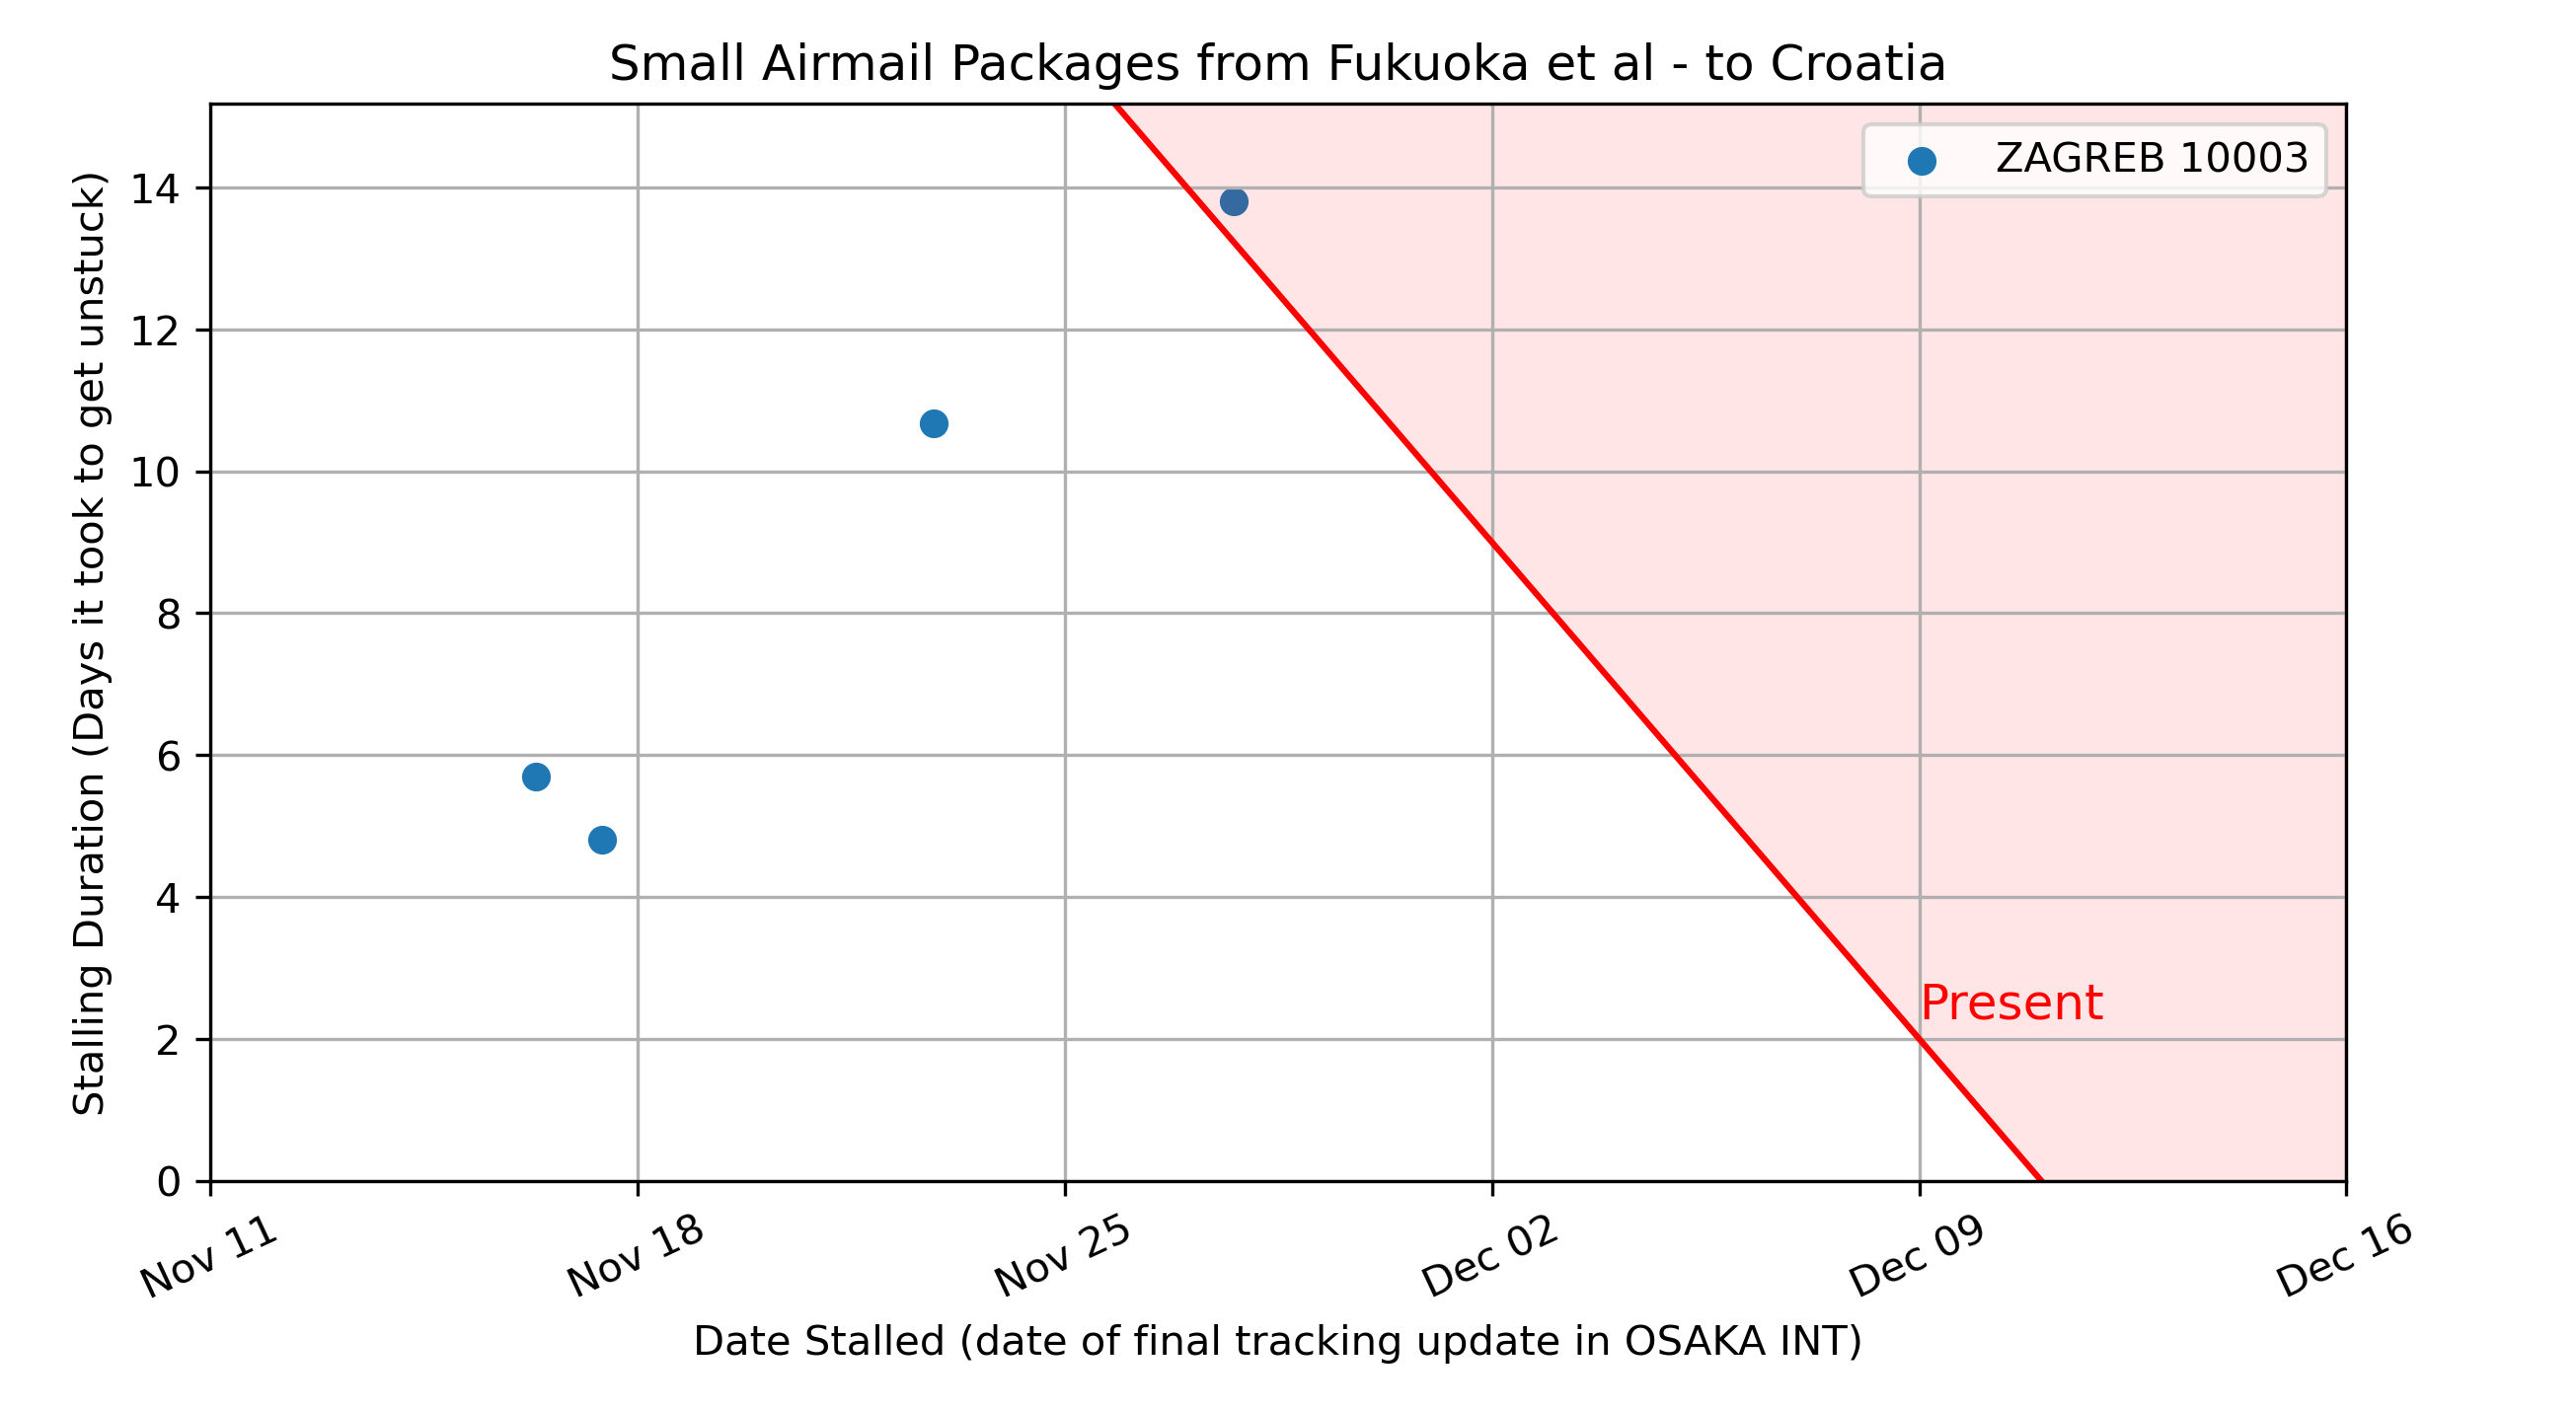 Small Airmail Packages from Fukuoka et al - to Croatia
ZAGREB 10003
Stalling Duration (Days it took to get unstuck)
14
12
10
8
6
4
2
0
Present
Nov 11
Nov 18
Nov 25
Dec 02
Dec 09
Dec 16
Date Stalled (date of final tracking update in OSAKA INT)